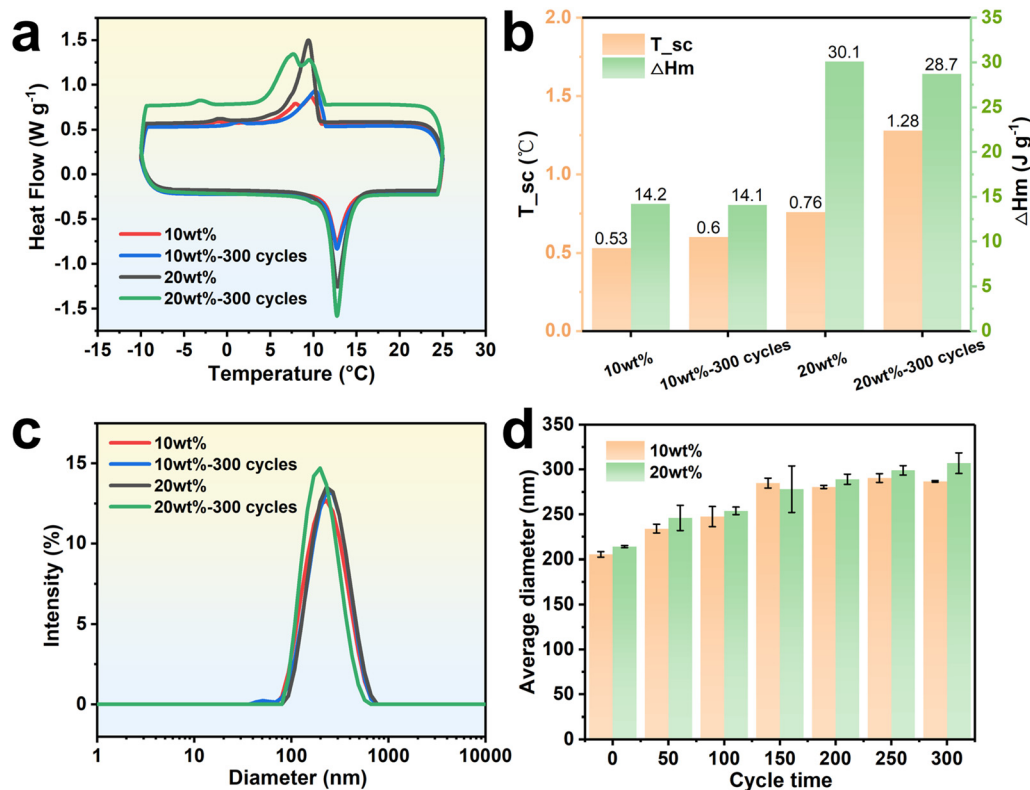 a
1.5
1.0
0.5
0.0
-0.5
-1.0
-1.5
Heat Flow (W g⁻¹)
10wt%
10wt%-300 cycles
20wt%
20wt%-300 cycles
-15 -10 -5 0 5 10 15 20 25 30
Temperature (°C)
b
2.0
1.5
1.0
0.5
0.0
T_sc (℃)
T_sc
△Hm
0.53
14.2
0.6
14.1
0.76
30.1
1.28
28.7
35
30
25
20
15
10
5
0
△Hm (J g⁻¹)
10wt%
10wt%-300 cycles
20wt%
20wt%-300 cycles
c
15
10
5
0
Intensity (%)
10wt%
10wt%-300 cycles
20wt%
20wt%-300 cycles
1 10 100 1000 10000
Diameter (nm)
d
350
300
250
200
150
100
50
0
Average diameter (nm)
10wt%
20wt%
0 50 100 150 200 250 300
Cycle time